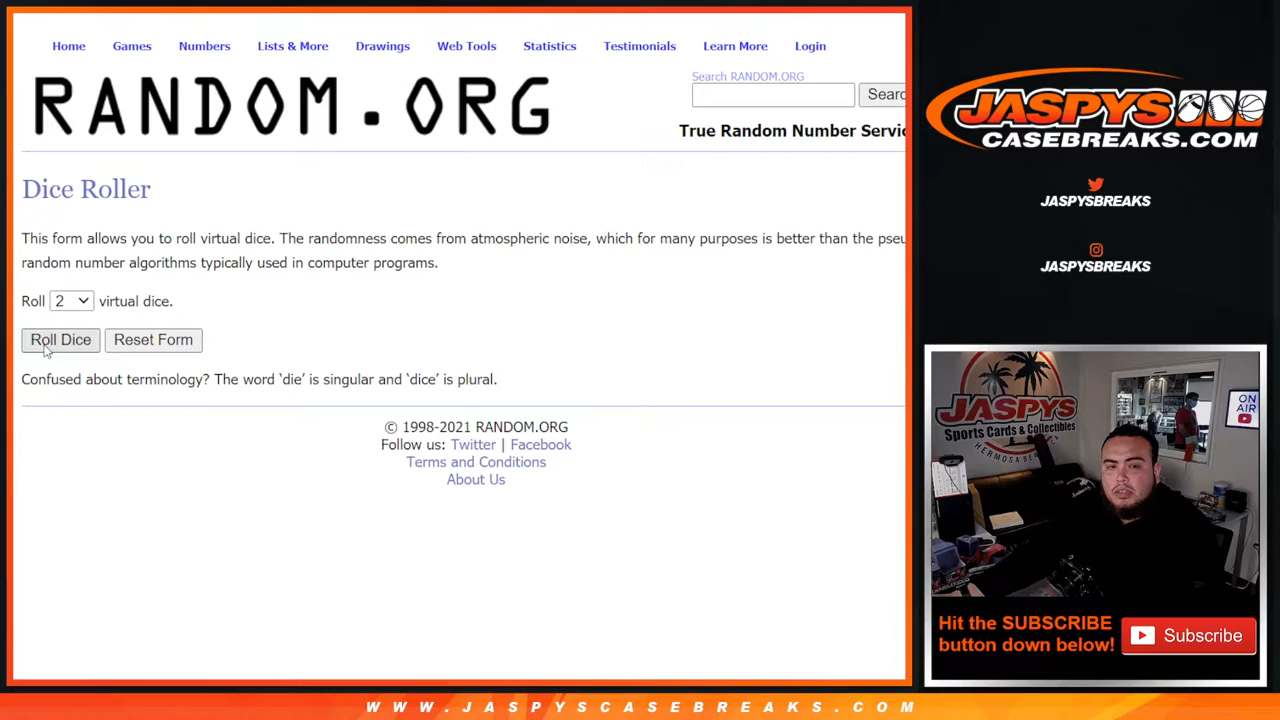 Home Games Numbers Lists & More Drawings Web Tools Statistics Testimonials Learn More Login
RANDOM.ORG
Search RANDOM.ORG
Searc
True Random Number Servic
Dice Roller
This form allows you to roll virtual dice. The randomness comes from atmospheric noise, which for many purposes is better than the pseu
random number algorithms typically used in computer programs.
Roll 2 virtual dice.
Roll Dice Reset Form
Confused about terminology? The word ‘die’ is singular and ‘dice’ is plural.
© 1998-2021 RANDOM.ORG
Follow us: Twitter | Facebook
Terms and Conditions
About Us
JASPYS
CASEBREAKS.COM
JASPYSBREAKS
JASPYSBREAKS
JASPYS
Sports Cards & Collectibles
HERMOSA BEA
ON
AIR
Hit the SUBSCRIBE
button down below!
Subscribe
WWW.JASPYSCASEBREAKS.COM